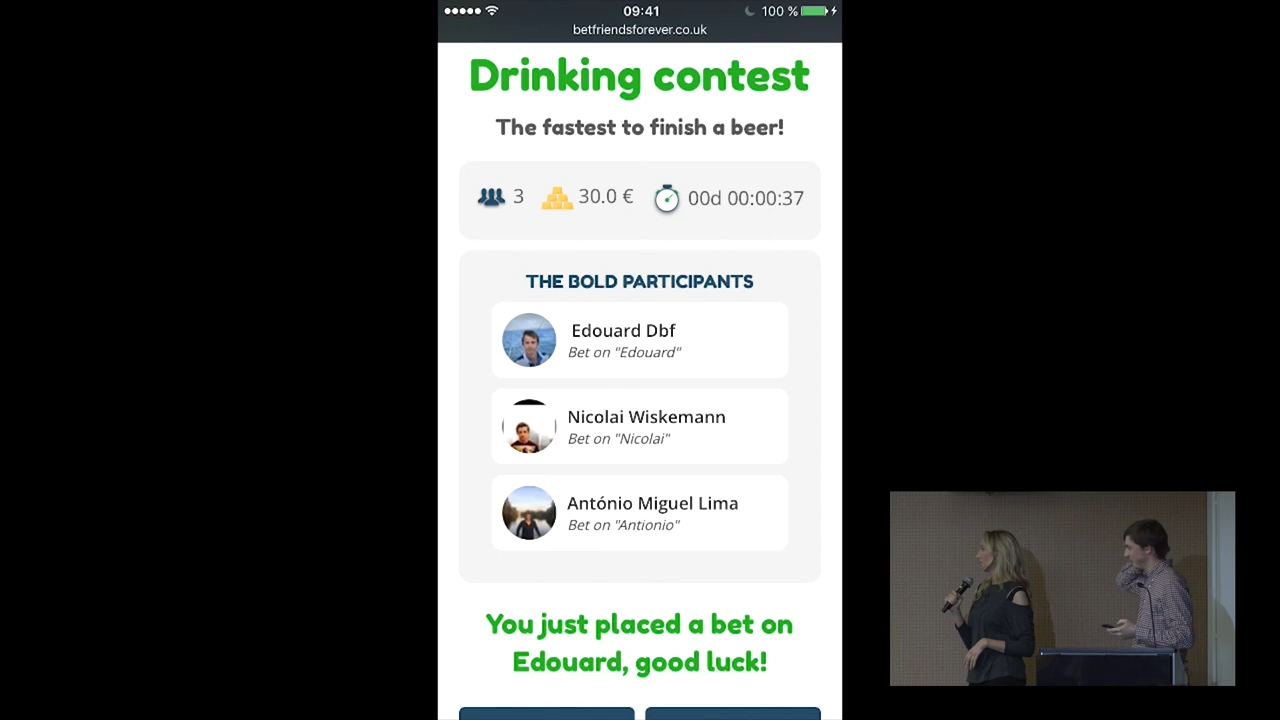 09:41
100 %
betfriendsforever.co.uk
Drinking contest
The fastest to finish a beer!
3
30.0 €
00d 00:00:37
THE BOLD PARTICIPANTS
Edouard Dbf
Bet on "Edouard"
Nicolai Wiskemann
Bet on "Nicolai"
António Miguel Lima
Bet on "Antionio"
You just placed a bet on
Edouard, good luck!